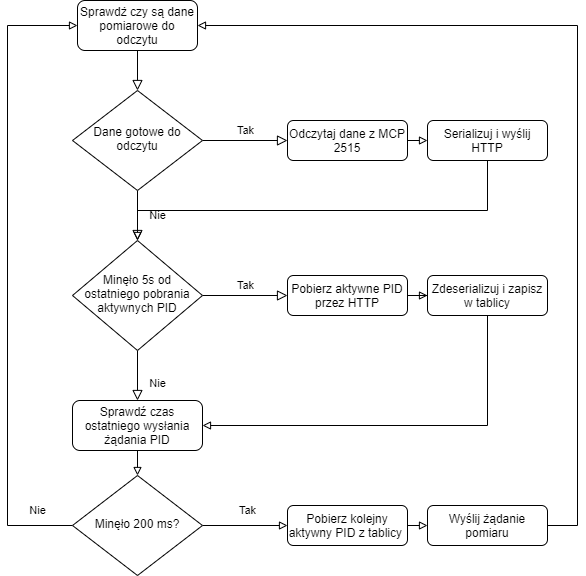 Sprawdź czy są dane
pomiarowe do
odczytu
Dane gotowe do
odczytu
Tak
Odczytaj dane z MCP
2515
Serializuj i wyślij
HTTP
Nie
Minęło 5s od
ostatniego pobrania
aktywnych PID
Tak
Pobierz aktywne PID
przez HTTP
Zdeserializuj i zapisz
w tablicy
Nie
Sprawdź czas
ostatniego wysłania
żądania PID
Nie
Minęło 200 ms?
Tak
Pobierz kolejny
aktywny PID z tablicy
Wyślij żądanie
pomiaru